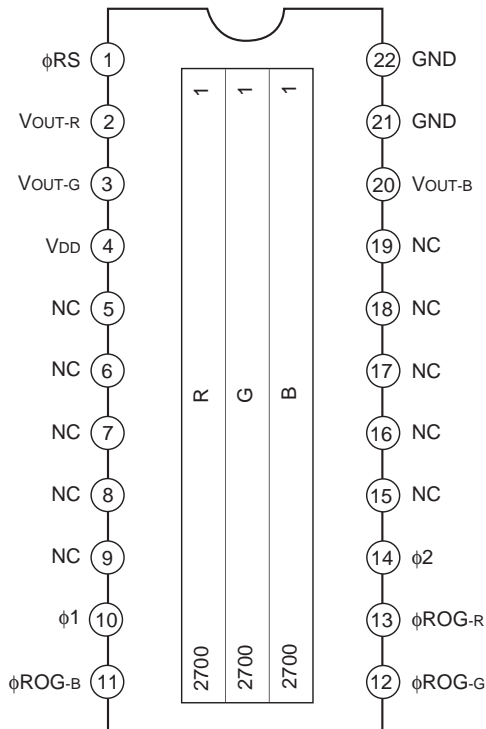 φRS 1 1 1 1 22 GND
VOUT-R 2 21 GND
VOUT-G 3 20 VOUT-B
VDD 4 19 NC
NC 5 18 NC
NC 6 17 NC
R G B
NC 7 16 NC
NC 8 15 NC
NC 9 14 φ2
φ1 10 13 φROG-R
φROG-B 11 2700 2700 2700 12 φROG-G